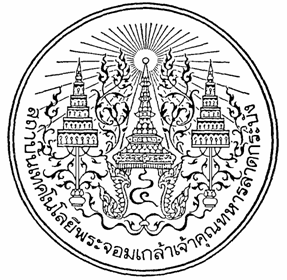 สถาบันเทคโนโลยีพระจอมเกล้าเจ้าคุณทหารลาดกระบัง
๔